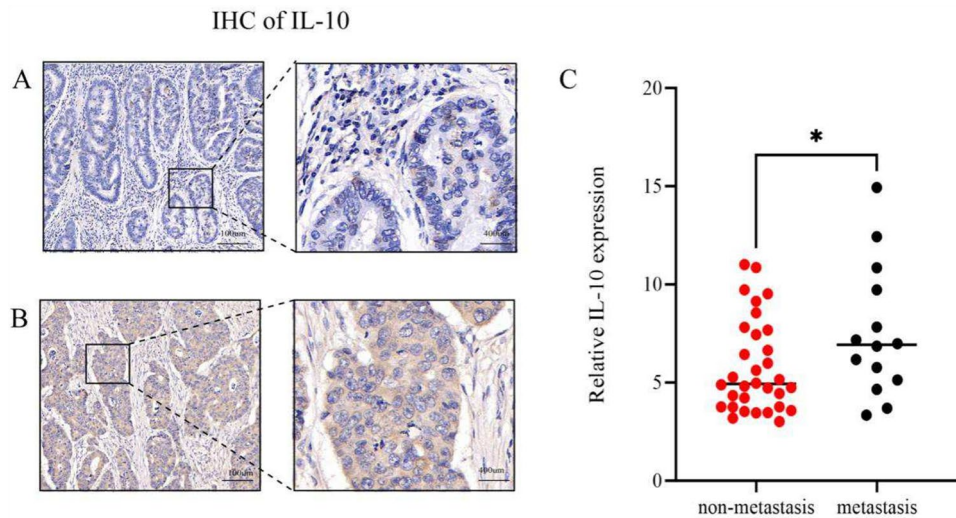 IHC of IL-10
A
100um
400um
B
100um
400um
C
Relative IL-10 expression
20
15
10
5
0
*
non-metastasis
metastasis